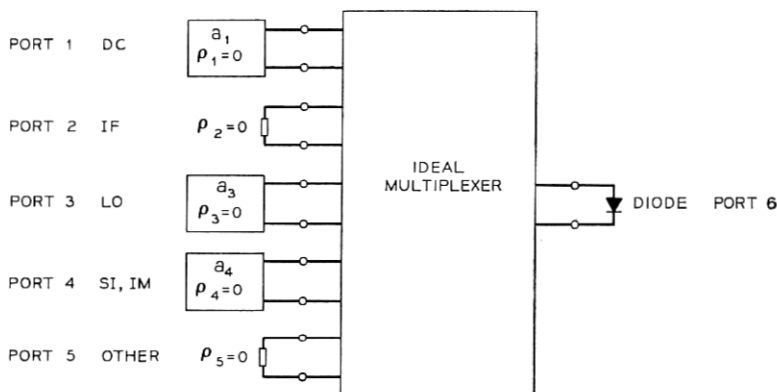 PORT 1 DC a₁ ρ₁=0
PORT 2 IF ρ₂=0
PORT 3 LO a₃ ρ₃=0
PORT 4 SI, IM a₄ ρ₄=0
PORT 5 OTHER ρ₅=0
IDEAL
MULTIPLEXER
DIODE PORT 6